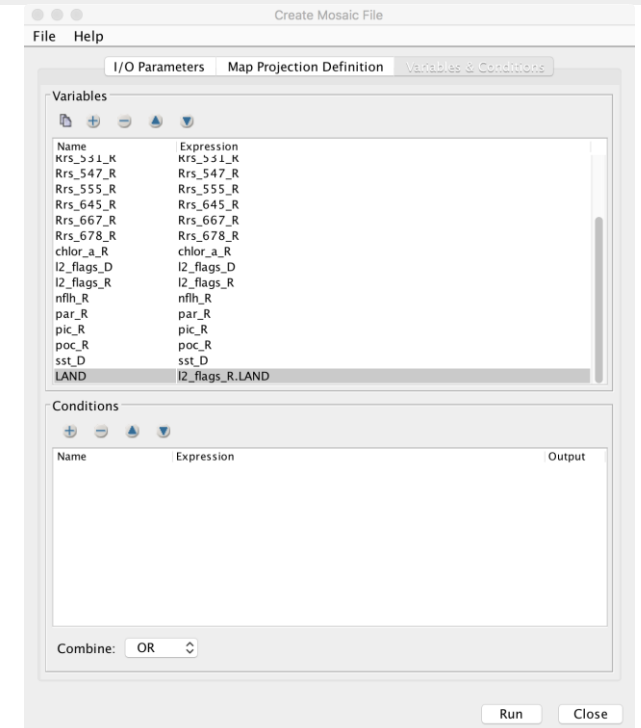 Create Mosaic File
File Help
I/O Parameters Map Projection Definition Variables & Conditions
Variables
Name Expression
Rrs_531_R Rrs_531_R
Rrs_547_R Rrs_547_R
Rrs_555_R Rrs_555_R
Rrs_645_R Rrs_645_R
Rrs_667_R Rrs_667_R
Rrs_678_R Rrs_678_R
chlor_a_R chlor_a_R
l2_flags_D l2_flags_D
l2_flags_R l2_flags_R
nflh_R nflh_R
par_R par_R
pic_R pic_R
poc_R poc_R
sst_D sst_D
LAND l2_flags_R.LAND
Conditions
Name Expression Output
Combine: OR
Run Close